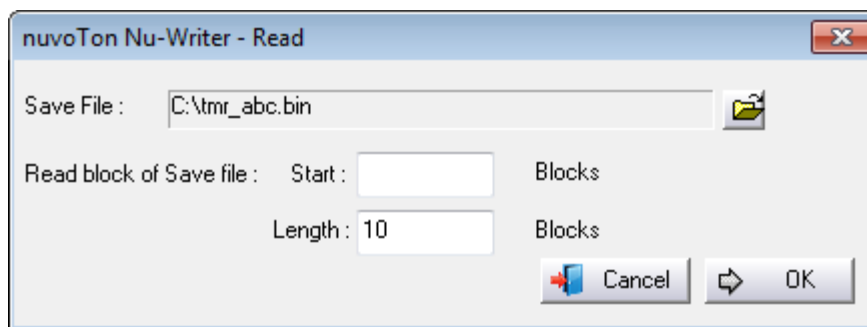 nuvoTon Nu-Writer - Read
Save File : C:\tmr_abc.bin
Read block of Save file : Start : Blocks
Length : 10 Blocks
Cancel OK